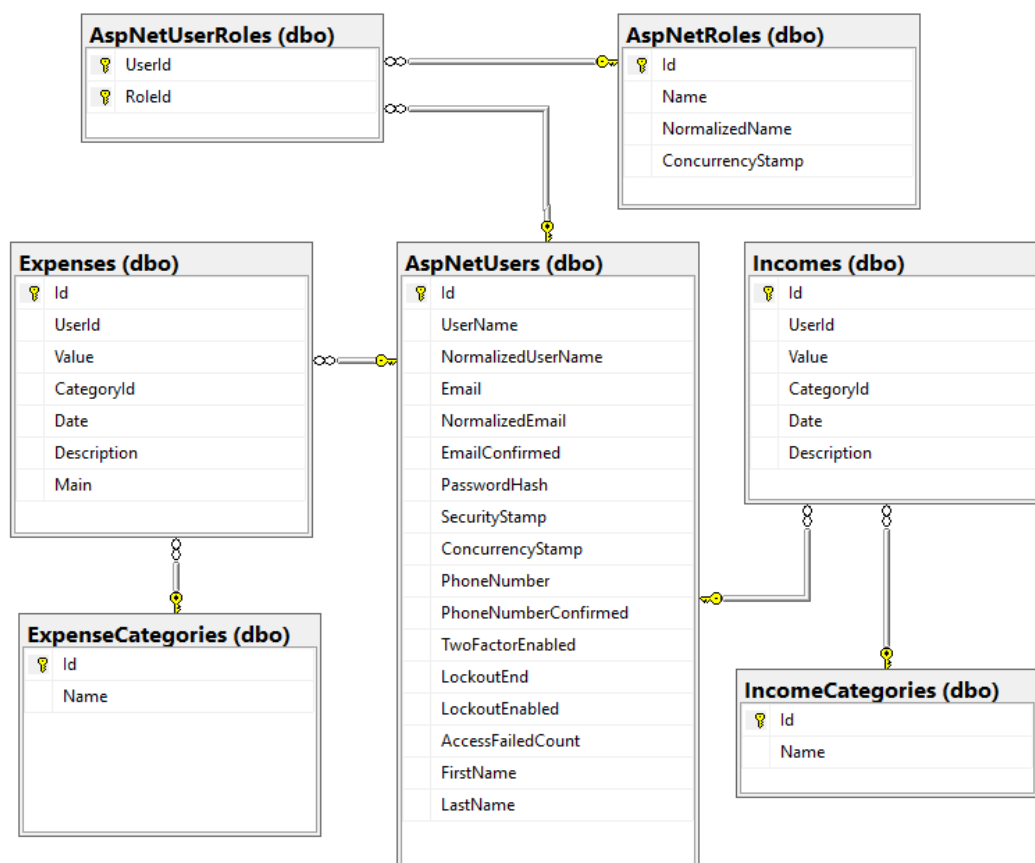 AspNetUserRoles (dbo)
UserId
RoleId
AspNetRoles (dbo)
Id
Name
NormalizedName
ConcurrencyStamp
Expenses (dbo)
Id
UserId
Value
CategoryId
Date
Description
Main
AspNetUsers (dbo)
Id
UserName
NormalizedUserName
Email
NormalizedEmail
EmailConfirmed
PasswordHash
SecurityStamp
ConcurrencyStamp
PhoneNumber
PhoneNumberConfirmed
TwoFactorEnabled
LockoutEnd
LockoutEnabled
AccessFailedCount
FirstName
LastName
Incomes (dbo)
Id
UserId
Value
CategoryId
Date
Description
ExpenseCategories (dbo)
Id
Name
IncomeCategories (dbo)
Id
Name